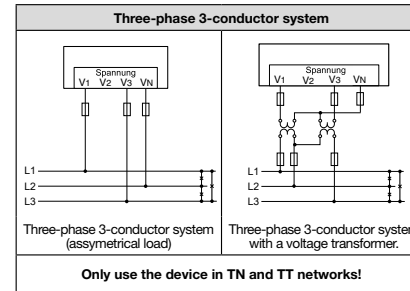 Three-phase 3-conductor system
Spannung
V1 V2 V3 VN
L1
L2
L3
Three-phase 3-conductor system
(assymetrical load)
Spannung
V1 V2 V3 VN
L1
L2
L3
Three-phase 3-conductor system
with a voltage transformer.
Only use the device in TN and TT networks!